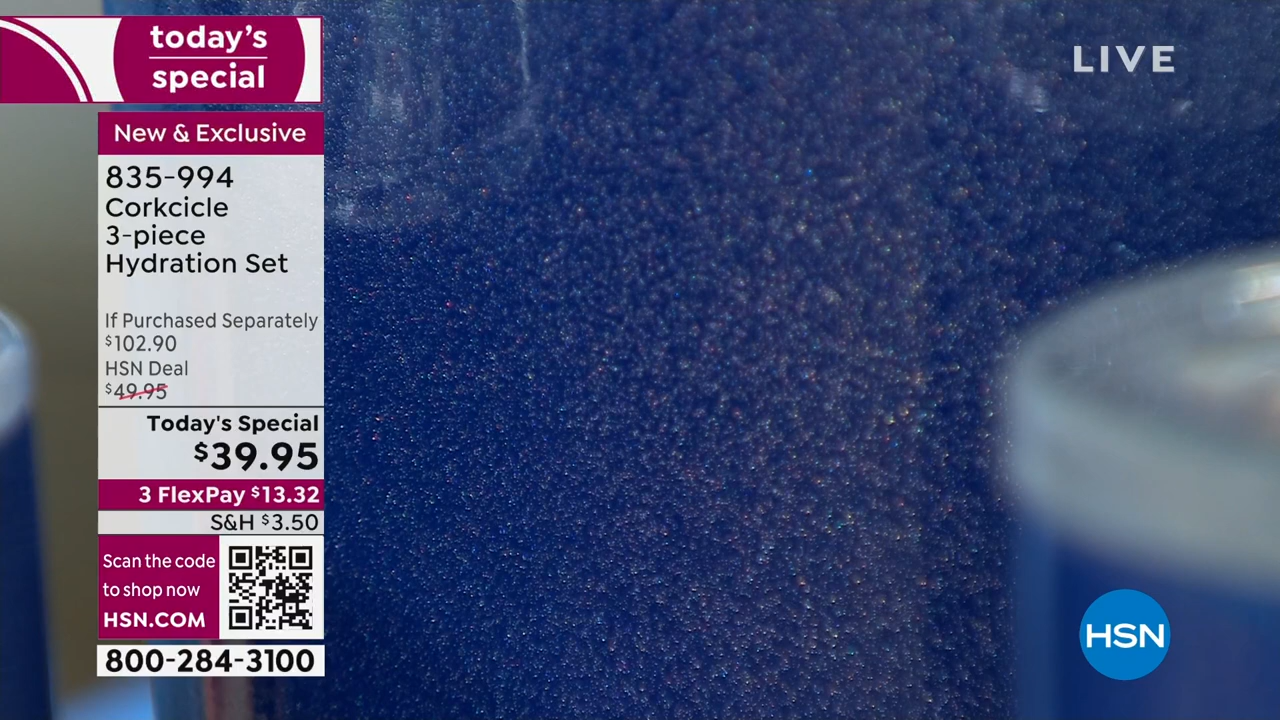 today's
special
LIVE
New & Exclusive
835-994
Corkcicle
3-piece
Hydration Set
If Purchased Separately
$102.90
HSN Deal
$49.95
Today's Special
$39.95
3 FlexPay $13.32
S&H $3.50
Scan the code
to shop now
HSN.COM
800-284-3100
HSN